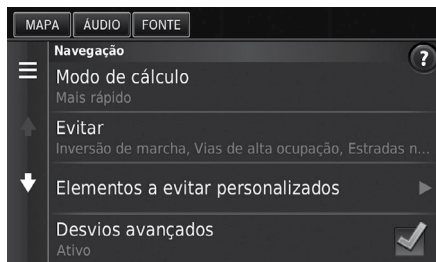 MAPA ÁUDIO FONTE
Navegação
?
Modo de cálculo
Mais rápido
Evitar
Inversão de marcha, Vias de alta ocupação, Estradas n...
Elementos a evitar personalizados
Desvios avançados
Ativo